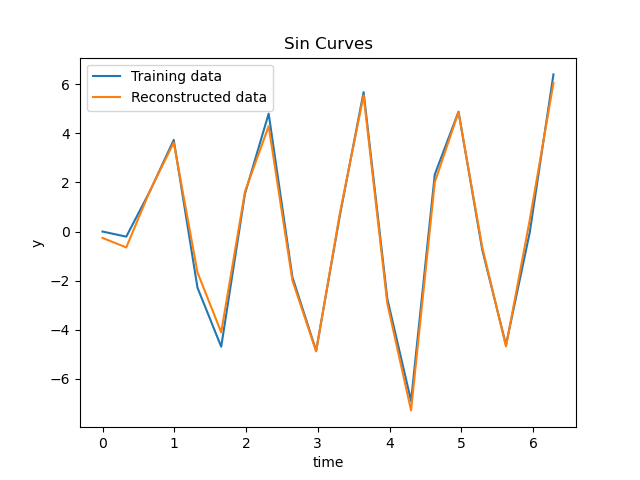 Sin Curves
Training data
Reconstructed data
6
4
2
0
−2
−4
−6
y
0 1 2 3 4 5 6
time